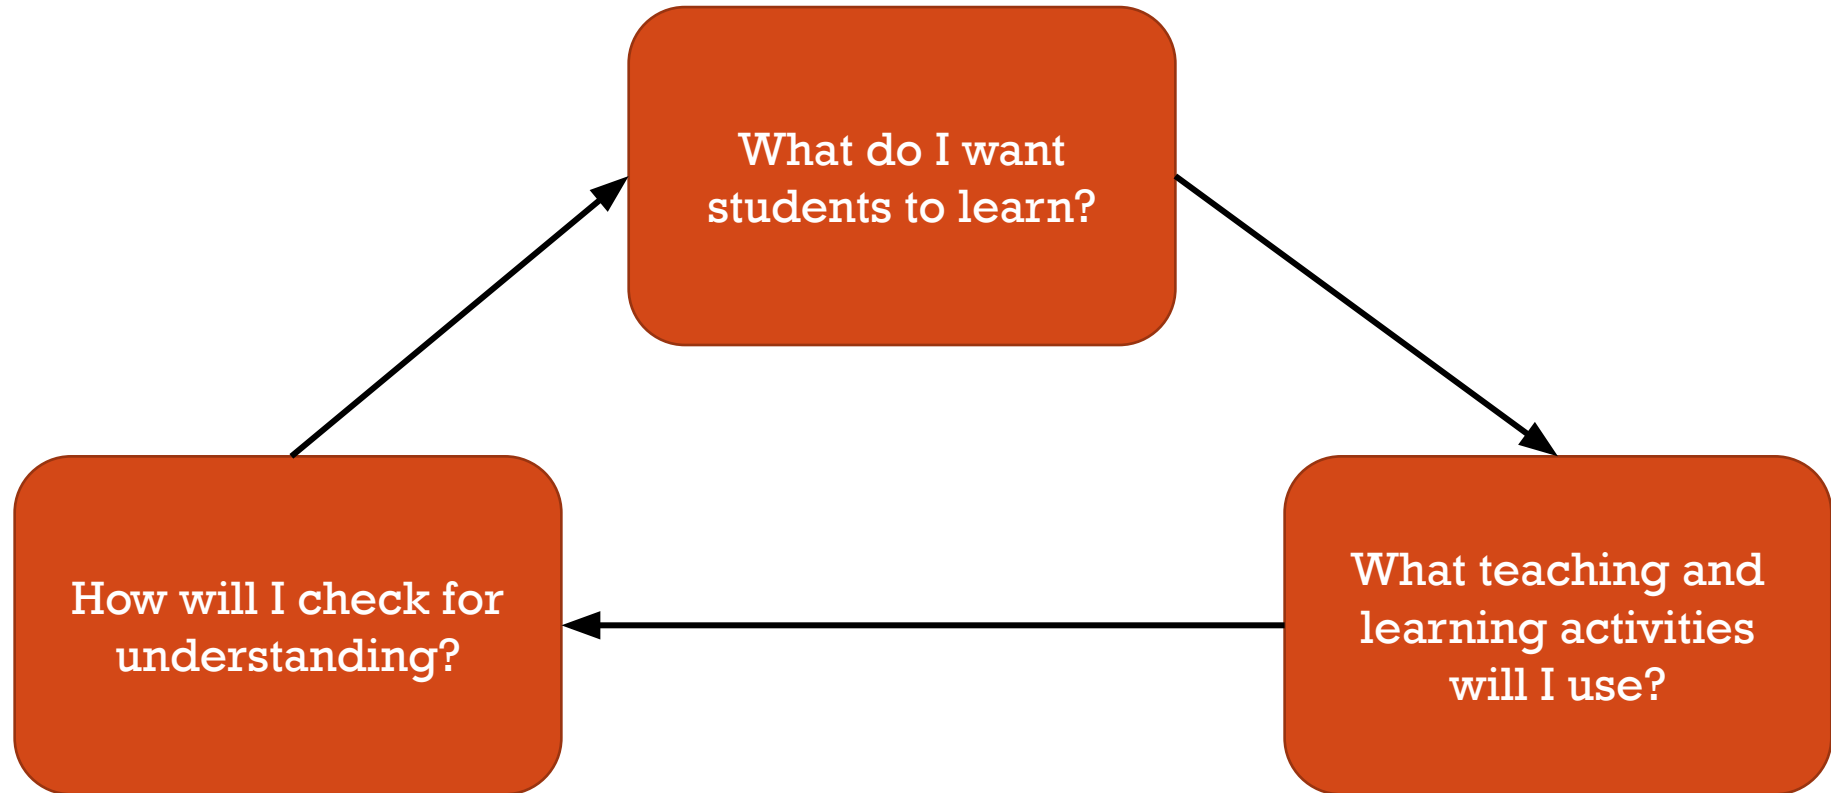 What do I want
students to learn?
How will I check for
understanding?
What teaching and
learning activities
will I use?